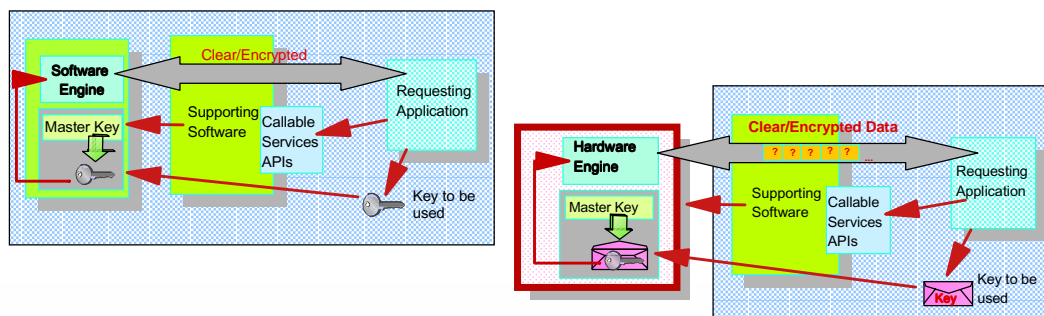 Clear/Encrypted
Software
Engine
Requesting
Application
Master Key
Supporting
Software
Callable
Services
APIs
Key to be
used
Clear/Encrypted Data
? ? ? ? ? ...
Hardware
Engine
Requesting
Application
Master Key
Supporting
Software
Callable
Services
APIs
Key
Key to be
used